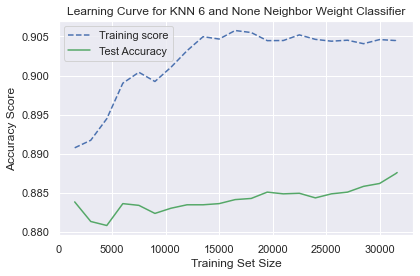 Learning Curve for KNN 6 and None Neighbor Weight Classifier
Training score
Test Accuracy
Accuracy Score
0.905
0.900
0.895
0.890
0.885
0.880
0 5000 10000 15000 20000 25000 30000
Training Set Size